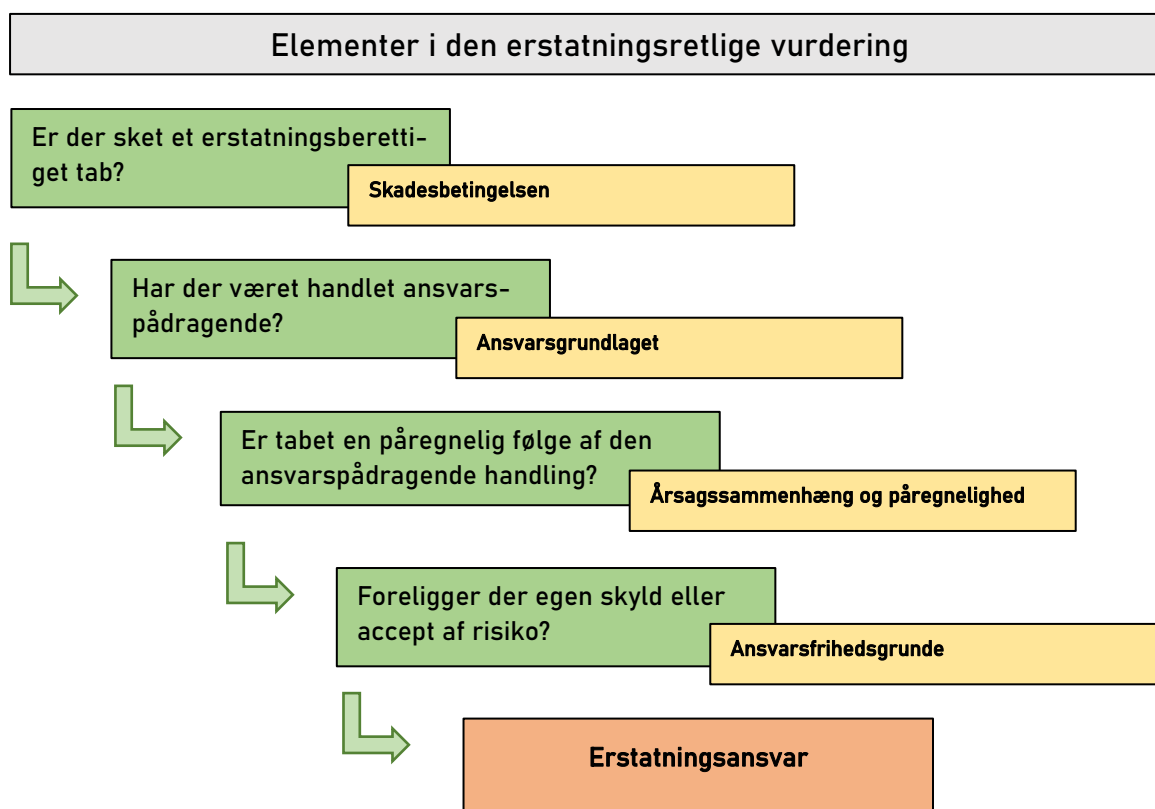 Elementer i den erstatningsretlige vurdering
Er der sket et erstatningsberetti-
get tab?
Skadesbetingelsen
Har der været handlet ansvars-
pådragende?
Ansvarsgrundlaget
Er tabet en påregnelig følge af den
ansvarspådragende handling?
Årsagssammenhæng og påregnelighed
Foreligger der egen skyld eller
accept af risiko?
Ansvarsfrihedsgrunde
Erstatningsansvar